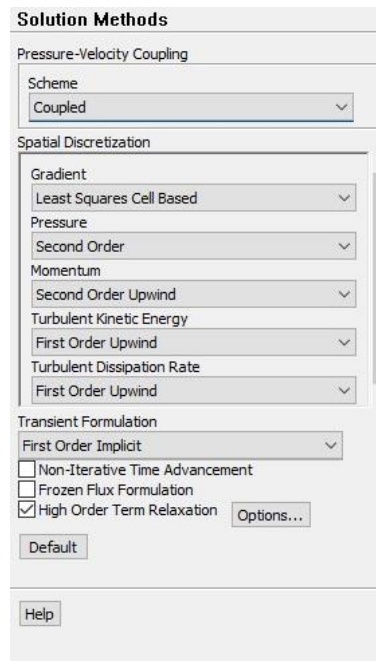 Solution Methods
Pressure-Velocity Coupling
Scheme
Coupled
Spatial Discretization
Gradient
Least Squares Cell Based
Pressure
Second Order
Momentum
Second Order Upwind
Turbulent Kinetic Energy
First Order Upwind
Turbulent Dissipation Rate
First Order Upwind
Transient Formulation
First Order Implicit
Non-Iterative Time Advancement
Frozen Flux Formulation
High Order Term Relaxation Options...
Default
Help